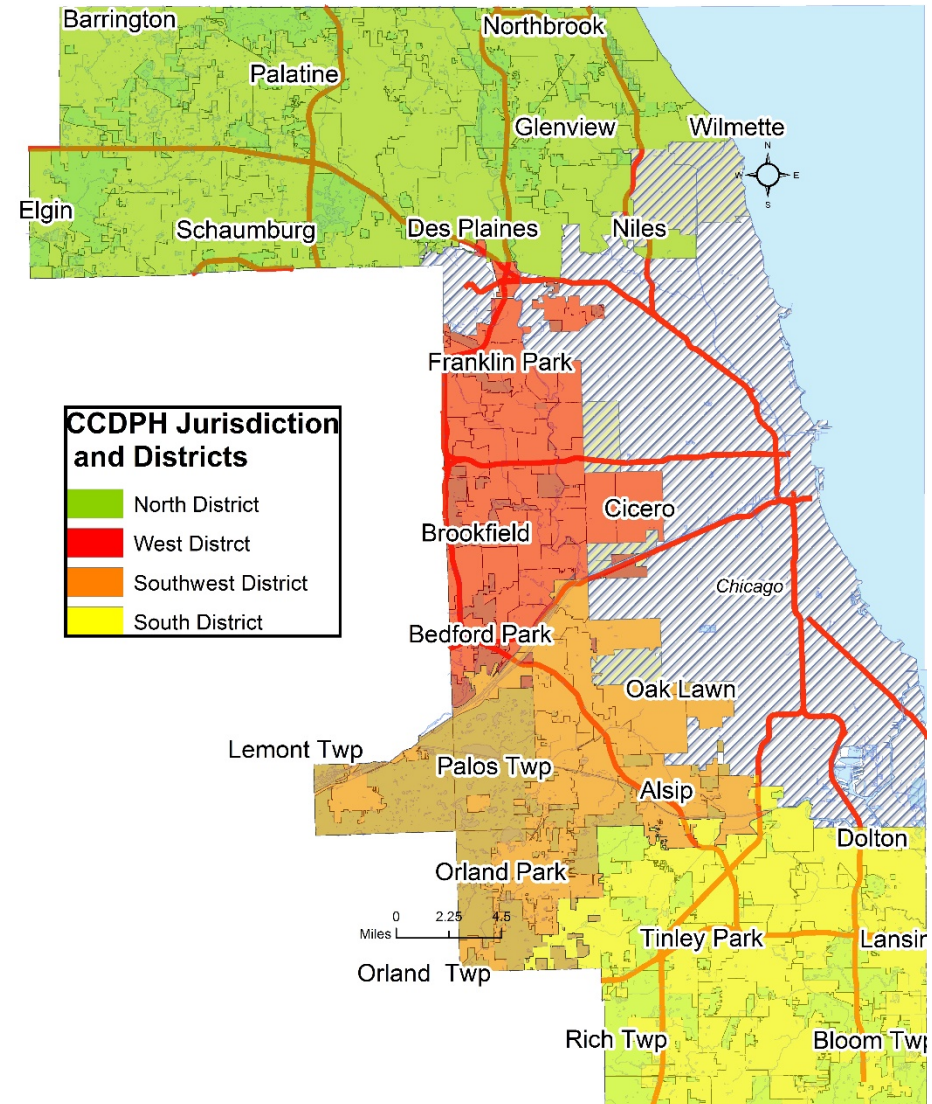 Barrington
Northbrook
Palatine
Glenview
Wilmette
N
W
E
S
Elgin
Schaumburg
Des Plaines
Niles
Franklin Park
CCDPH Jurisdiction
and Districts
North District
West Distrct
Southwest District
South District
Cicero
Brookfield
Chicago
Bedford Park
Oak Lawn
Lemont Twp
Palos Twp
Alsip
Dolton
Orland Park
0 2.25 4.5
Miles
Tinley Park
Lansin
Orland Twp
Rich Twp
Bloom Twp